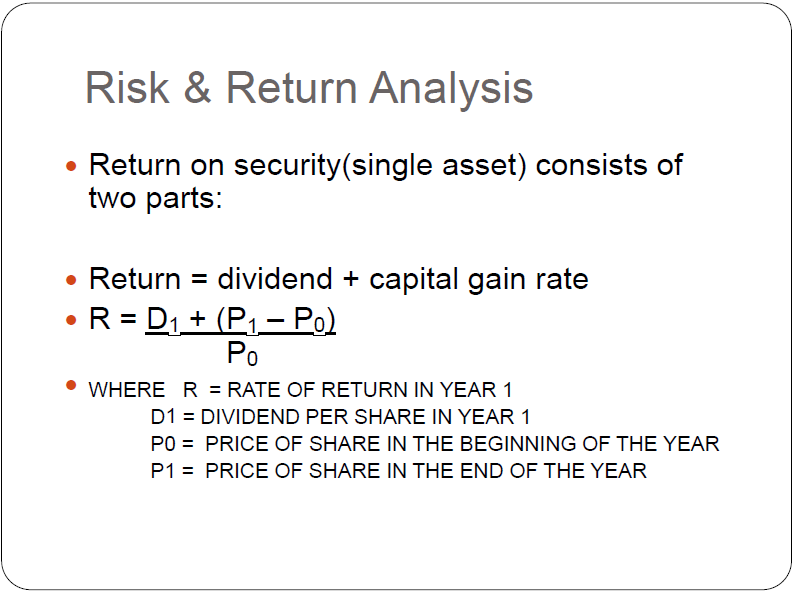 Risk & Return Analysis
• Return on security(single asset) consists of
two parts:
• Return = dividend + capital gain rate
• R = D1 + (P1 – P0)
P0
• WHERE R = RATE OF RETURN IN YEAR 1
D1 = DIVIDEND PER SHARE IN YEAR 1
P0 = PRICE OF SHARE IN THE BEGINNING OF THE YEAR
P1 = PRICE OF SHARE IN THE END OF THE YEAR